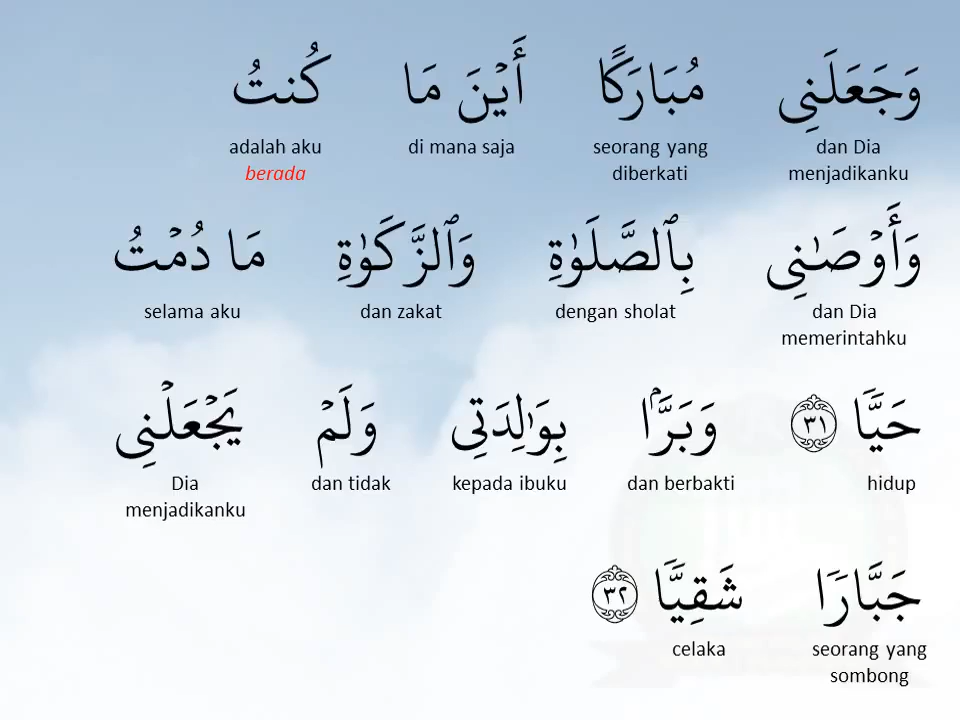 وَجَعَلَنِى مُبَارَكًا أَيۡنَ مَا كُنتُ
dan Dia seorang yang di mana saja adalah aku
menjadikanku diberkati berada
وَأَوۡصَـٰنِى بِٱلصَّلَوٰةِ وَٱلزَّكَوٰةِ مَا دُمۡتُ
dan Dia dengan sholat dan zakat selama aku
memerintahku
حَيًّا ٣١ وَبَرَّۢا بِوَٲلِدَتِى وَلَمۡ يَجۡعَلۡنِى
hidup dan berbakti kepada ibuku dan tidak Dia
menjadikanku
جَبَّارًا شَقِيًّا ٣٢
seorang yang celaka
sombong